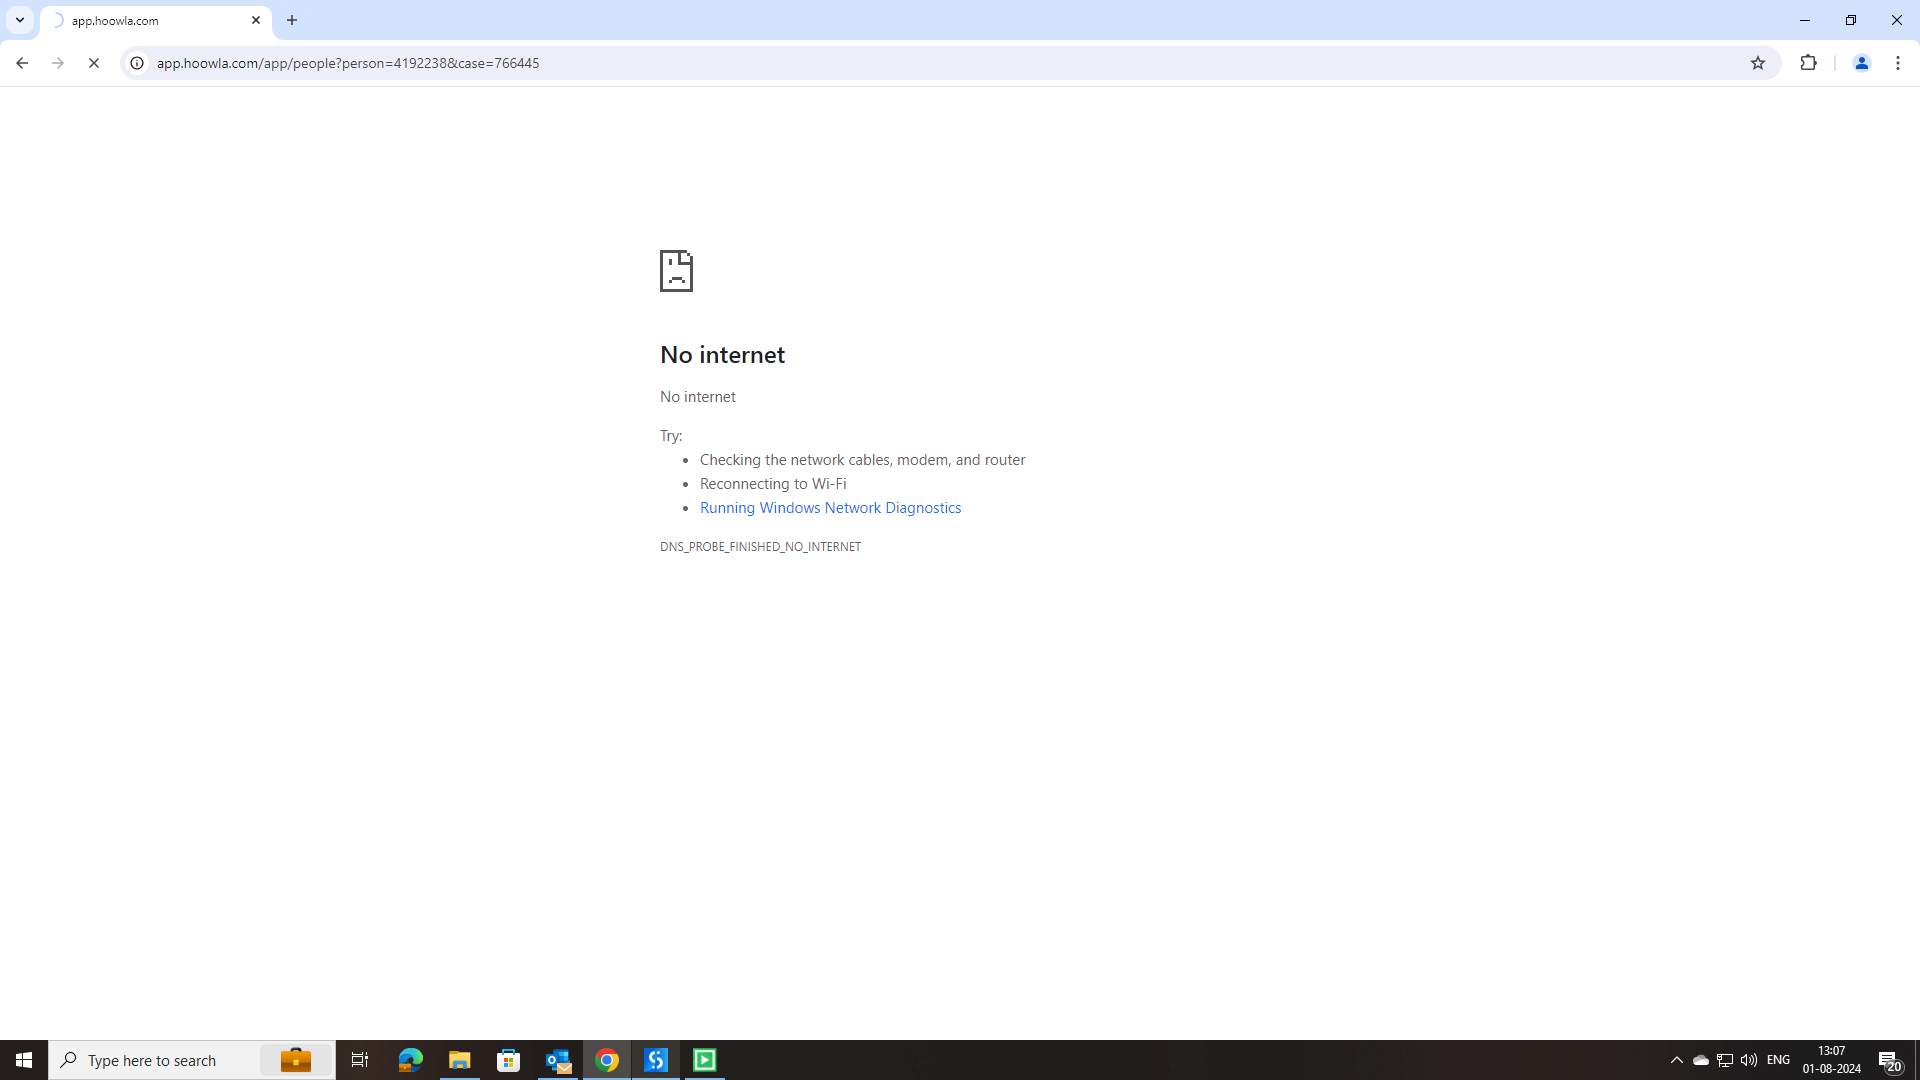 app.hoowla.com
app.hoowla.com/app/people?person=4192238&case=766445
No internet
No internet
Try:
Checking the network cables, modem, and router
Reconnecting to Wi-Fi
Running Windows Network Diagnostics
DNS_PROBE_FINISHED_NO_INTERNET
Type here to search
ENG
13:07
01-08-2024
20